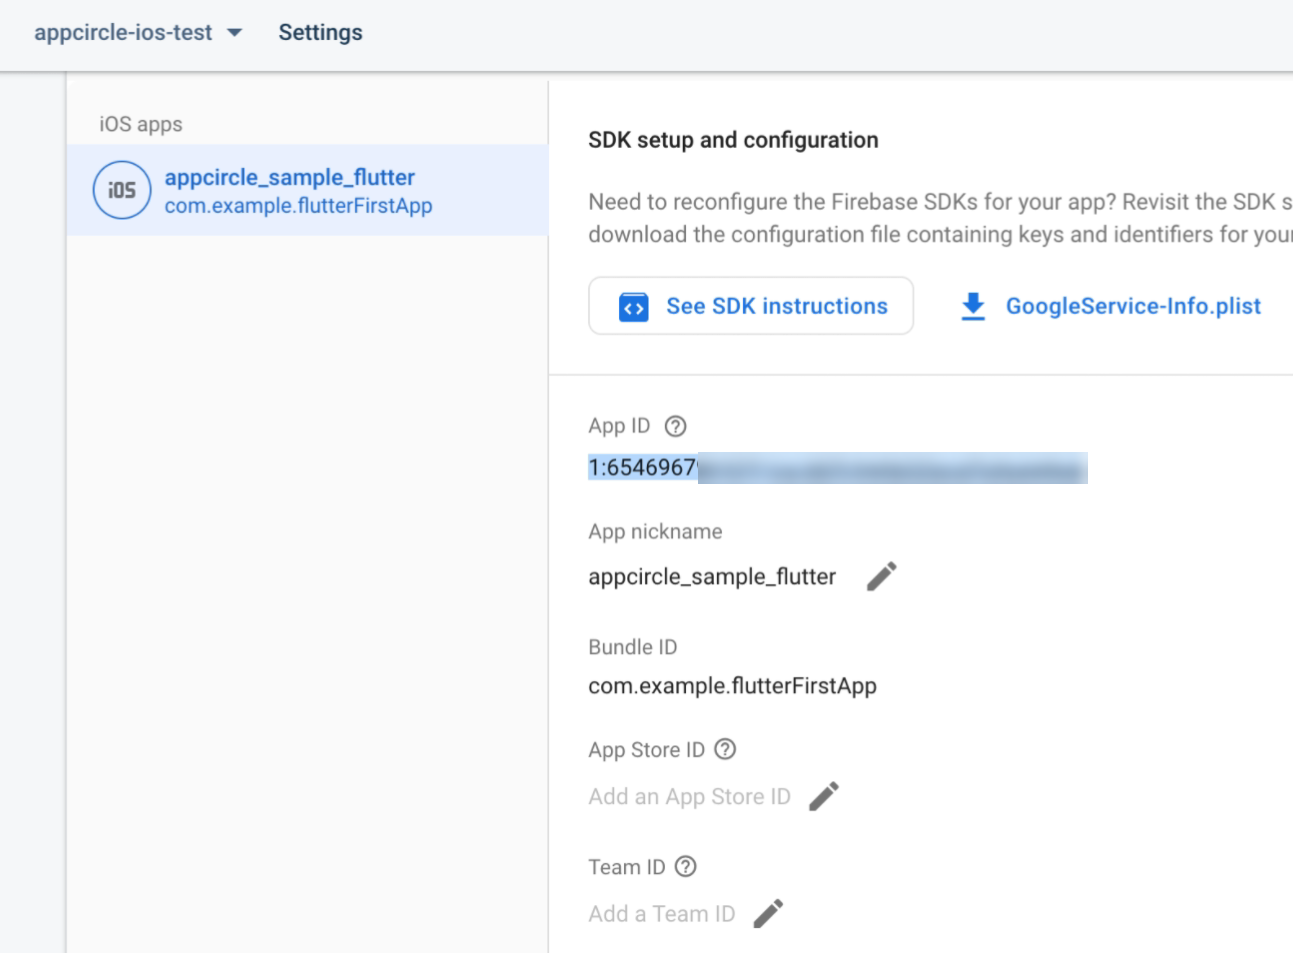 appcircle-ios-test
Settings
iOS apps
iOS
appcircle_sample_flutter
com.example.flutterFirstApp
SDK setup and configuration
Need to reconfigure the Firebase SDKs for your app? Revisit the SDK s
download the configuration file containing keys and identifiers for your
See SDK instructions
GoogleService-Info.plist
App ID
1:6546967
App nickname
appcircle_sample_flutter
Bundle ID
com.example.flutterFirstApp
App Store ID
Add an App Store ID
Team ID
Add a Team ID